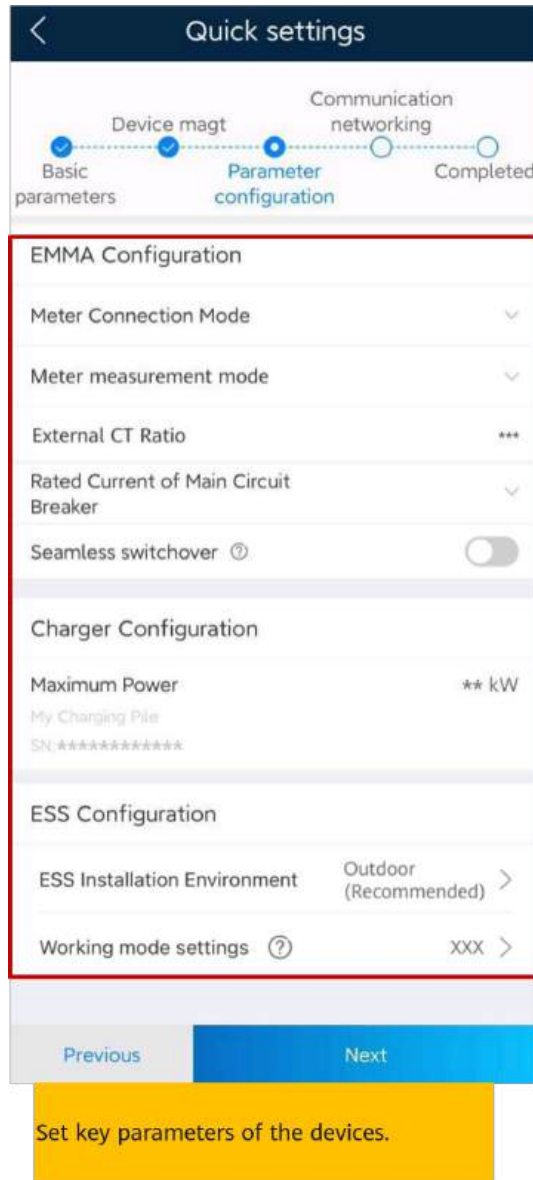 Quick settings
Communication
Device magt
networking
Basic
parameters
Parameter
configuration
Completed
EMMA Configuration
Meter Connection Mode
Meter measurement mode
External CT Ratio ***
Rated Current of Main Circuit
Breaker
Seamless switchover ?
Charger Configuration
Maximum Power ** kW
My Charging Pile
SN:************
ESS Configuration
ESS Installation Environment
Outdoor
(Recommended)
Working mode settings ? XXX
Previous
Next
Set key parameters of the devices.